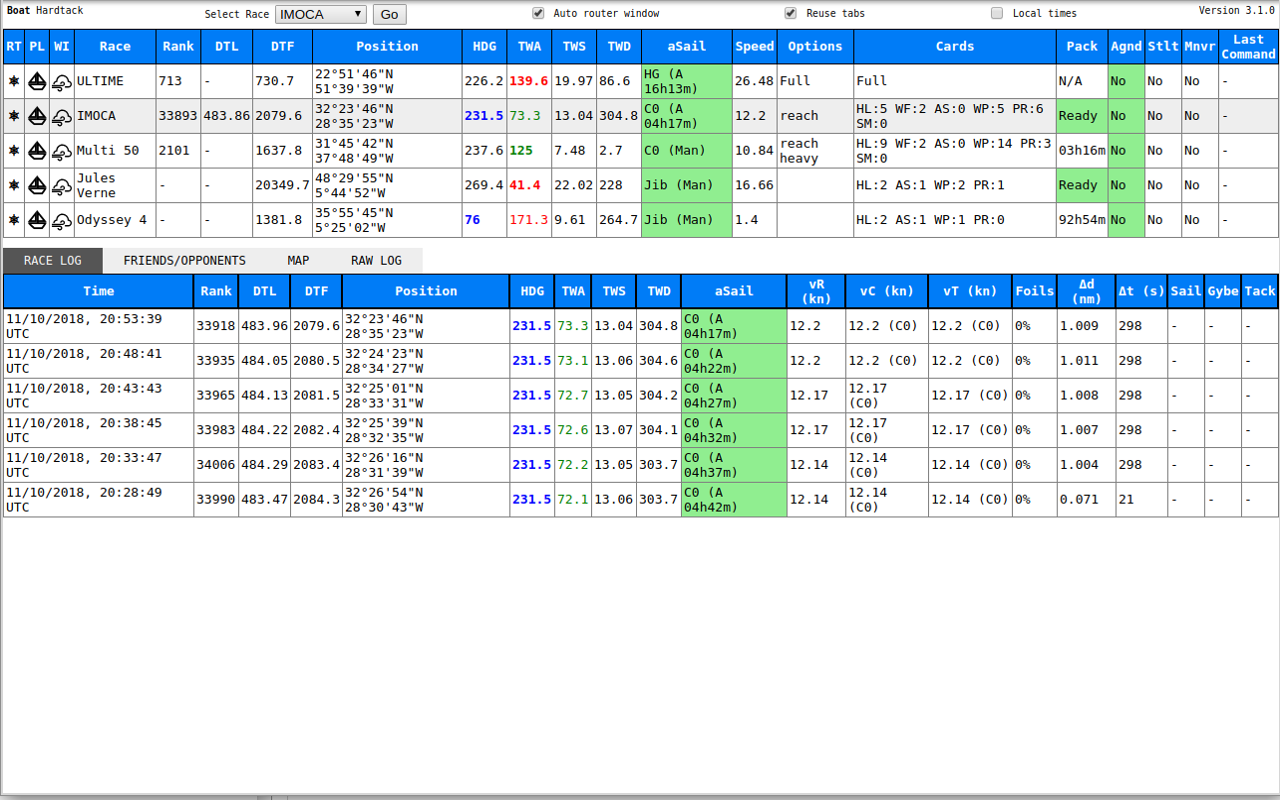 Boat Hardtack Select Race IMOCA Go Auto router window Reuse tabs Local times Version 3.1.0
RT PL WI Race Rank DTL DTF Position HDG TWA TWS TWD aSail Speed Options Cards Pack Agnd Stlt Mnvr Last Command
ULTIME 713 - 730.7 22°51'46"N 51°39'39"W 226.2 139.6 19.97 86.6 HG (A 16h13m) 26.48 Full Full N/A No No No -
IMOCA 33893 483.86 2079.6 32°23'46"N 28°35'23"W 231.5 73.3 13.04 304.8 C0 (A 04h17m) 12.2 reach HL:5 WF:2 AS:0 WP:5 PR:6 SM:0 Ready No No No -
Multi 50 2101 - 1637.8 31°45'42"N 37°48'49"W 237.6 125 7.48 2.7 C0 (Man) 10.84 reach heavy HL:9 WF:2 AS:0 WP:14 PR:3 SM:0 03h16m No No No -
Jules Verne - - 20349.7 48°29'55"N 5°44'52"W 269.4 41.4 22.02 228 Jib (Man) 16.66 HL:2 AS:1 WP:2 PR:1 Ready No No No -
Odyssey 4 - - 1381.8 35°55'45"N 5°25'02"W 76 171.3 9.61 264.7 Jib (Man) 1.4 HL:2 AS:1 WP:1 PR:0 92h54m No No No -
RACE LOG FRIENDS/OPPONENTS MAP RAW LOG
Time Rank DTL DTF Position HDG TWA TWS TWD aSail vR (kn) vC (kn) vT (kn) Foils Δd (nm) Δt (s) Sail Gybe Tack
11/10/2018, 20:53:39 UTC 33918 483.96 2079.6 32°23'46"N 28°35'23"W 231.5 73.3 13.04 304.8 C0 (A 04h17m) 12.2 12.2 (C0) 12.2 (C0) 0% 1.009 298 - - -
11/10/2018, 20:48:41 UTC 33935 484.05 2080.5 32°24'23"N 28°34'27"W 231.5 73.1 13.06 304.6 C0 (A 04h22m) 12.2 12.2 (C0) 12.2 (C0) 0% 1.011 298 - - -
11/10/2018, 20:43:43 UTC 33965 484.13 2081.5 32°25'01"N 28°33'31"W 231.5 72.7 13.05 304.2 C0 (A 04h27m) 12.17 12.17 (C0) 12.17 (C0) 0% 1.008 298 - - -
11/10/2018, 20:38:45 UTC 33983 484.22 2082.4 32°25'39"N 28°32'35"W 231.5 72.6 13.07 304.1 C0 (A 04h32m) 12.17 12.17 (C0) 12.17 (C0) 0% 1.007 298 - - -
11/10/2018, 20:33:47 UTC 34006 484.29 2083.4 32°26'16"N 28°31'39"W 231.5 72.2 13.05 303.7 C0 (A 04h37m) 12.14 12.14 (C0) 12.14 (C0) 0% 1.004 298 - - -
11/10/2018, 20:28:49 UTC 33990 483.47 2084.3 32°26'54"N 28°30'43"W 231.5 72.1 13.06 303.7 C0 (A 04h42m) 12.14 12.14 (C0) 12.14 (C0) 0% 0.071 21 - - -